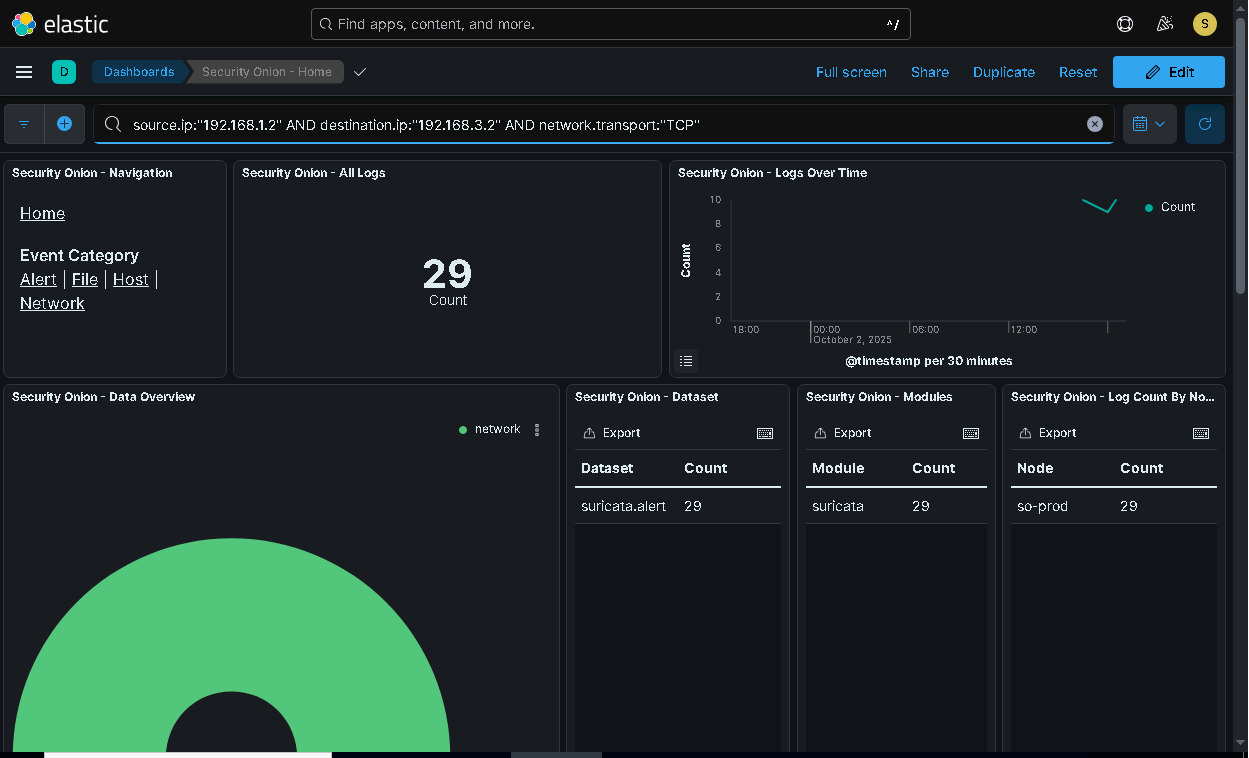 elastic
Find apps, content, and more.
^/
S
D
Dashboards
Security Onion - Home
Full screen
Share
Duplicate
Reset
Edit
source.ip:"192.168.1.2" AND destination.ip:"192.168.3.2" AND network.transport:"TCP"
Security Onion - Navigation
Home
Event Category
Alert | File | Host |
Network
Security Onion - All Logs
29
Count
Security Onion - Logs Over Time
10
8
6
4
2
0
Count
18:00
00:00
October 2, 2025
06:00
12:00
@timestamp per 30 minutes
Count
Security Onion - Data Overview
network
Security Onion - Dataset
Export
Dataset Count
suricata.alert 29
Security Onion - Modules
Export
Module Count
suricata 29
Security Onion - Log Count By No...
Export
Node Count
so-prod 29